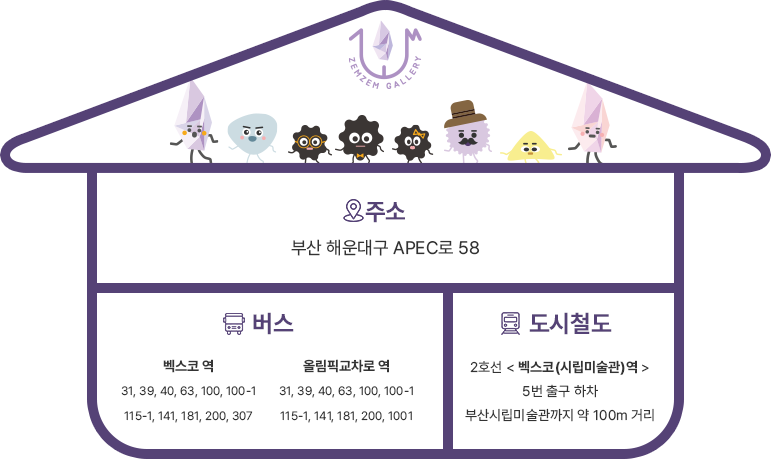 ZEMZEM GALLERY
주소
부산 해운대구 APEC로 58
버스
벡스코 역
31, 39, 40, 63, 100, 100-1
115-1, 141, 181, 200, 307
올림픽교차로 역
31, 39, 40, 63, 100, 100-1
115-1, 141, 181, 200, 1001
도시철도
2호선 < 벡스코(시립미술관)역 >
5번 출구 하차
부산시립미술관까지 약 100m 거리